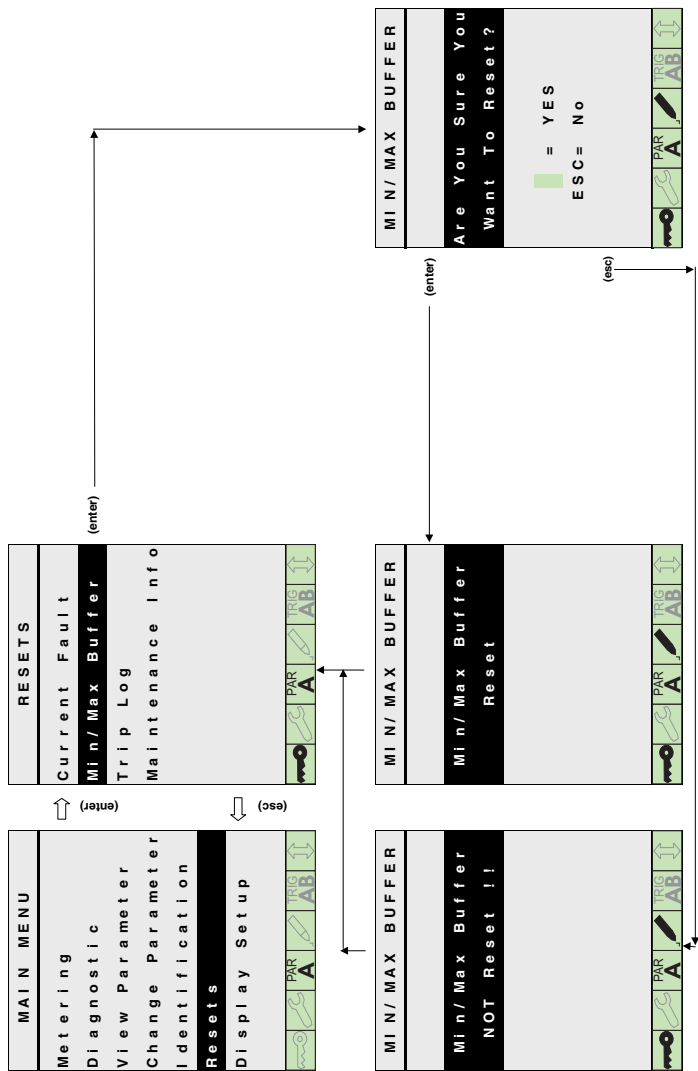 MAIN MENU
Metering
Diagnostic
View Parameter
Change Parameter
Identification
Resets
Display Setup
PAR
A
TRIG
AB
(enter)
(esc)
RESETS
Current Fault
Min/Max Buffer
Trip Log
Maintenance Info
PAR
A
TRIG
AB
(enter)
MIN/MAX BUFFER
Are You Sure You
Want To Reset?
= YES
ESC= No
PAR
A
TRIG
AB
(enter)
(esc)
MIN/MAX BUFFER
Min/Max Buffer
Reset
PAR
A
TRIG
AB
MIN/MAX BUFFER
Min/Max Buffer
NOT Reset !!
PAR
A
TRIG
AB